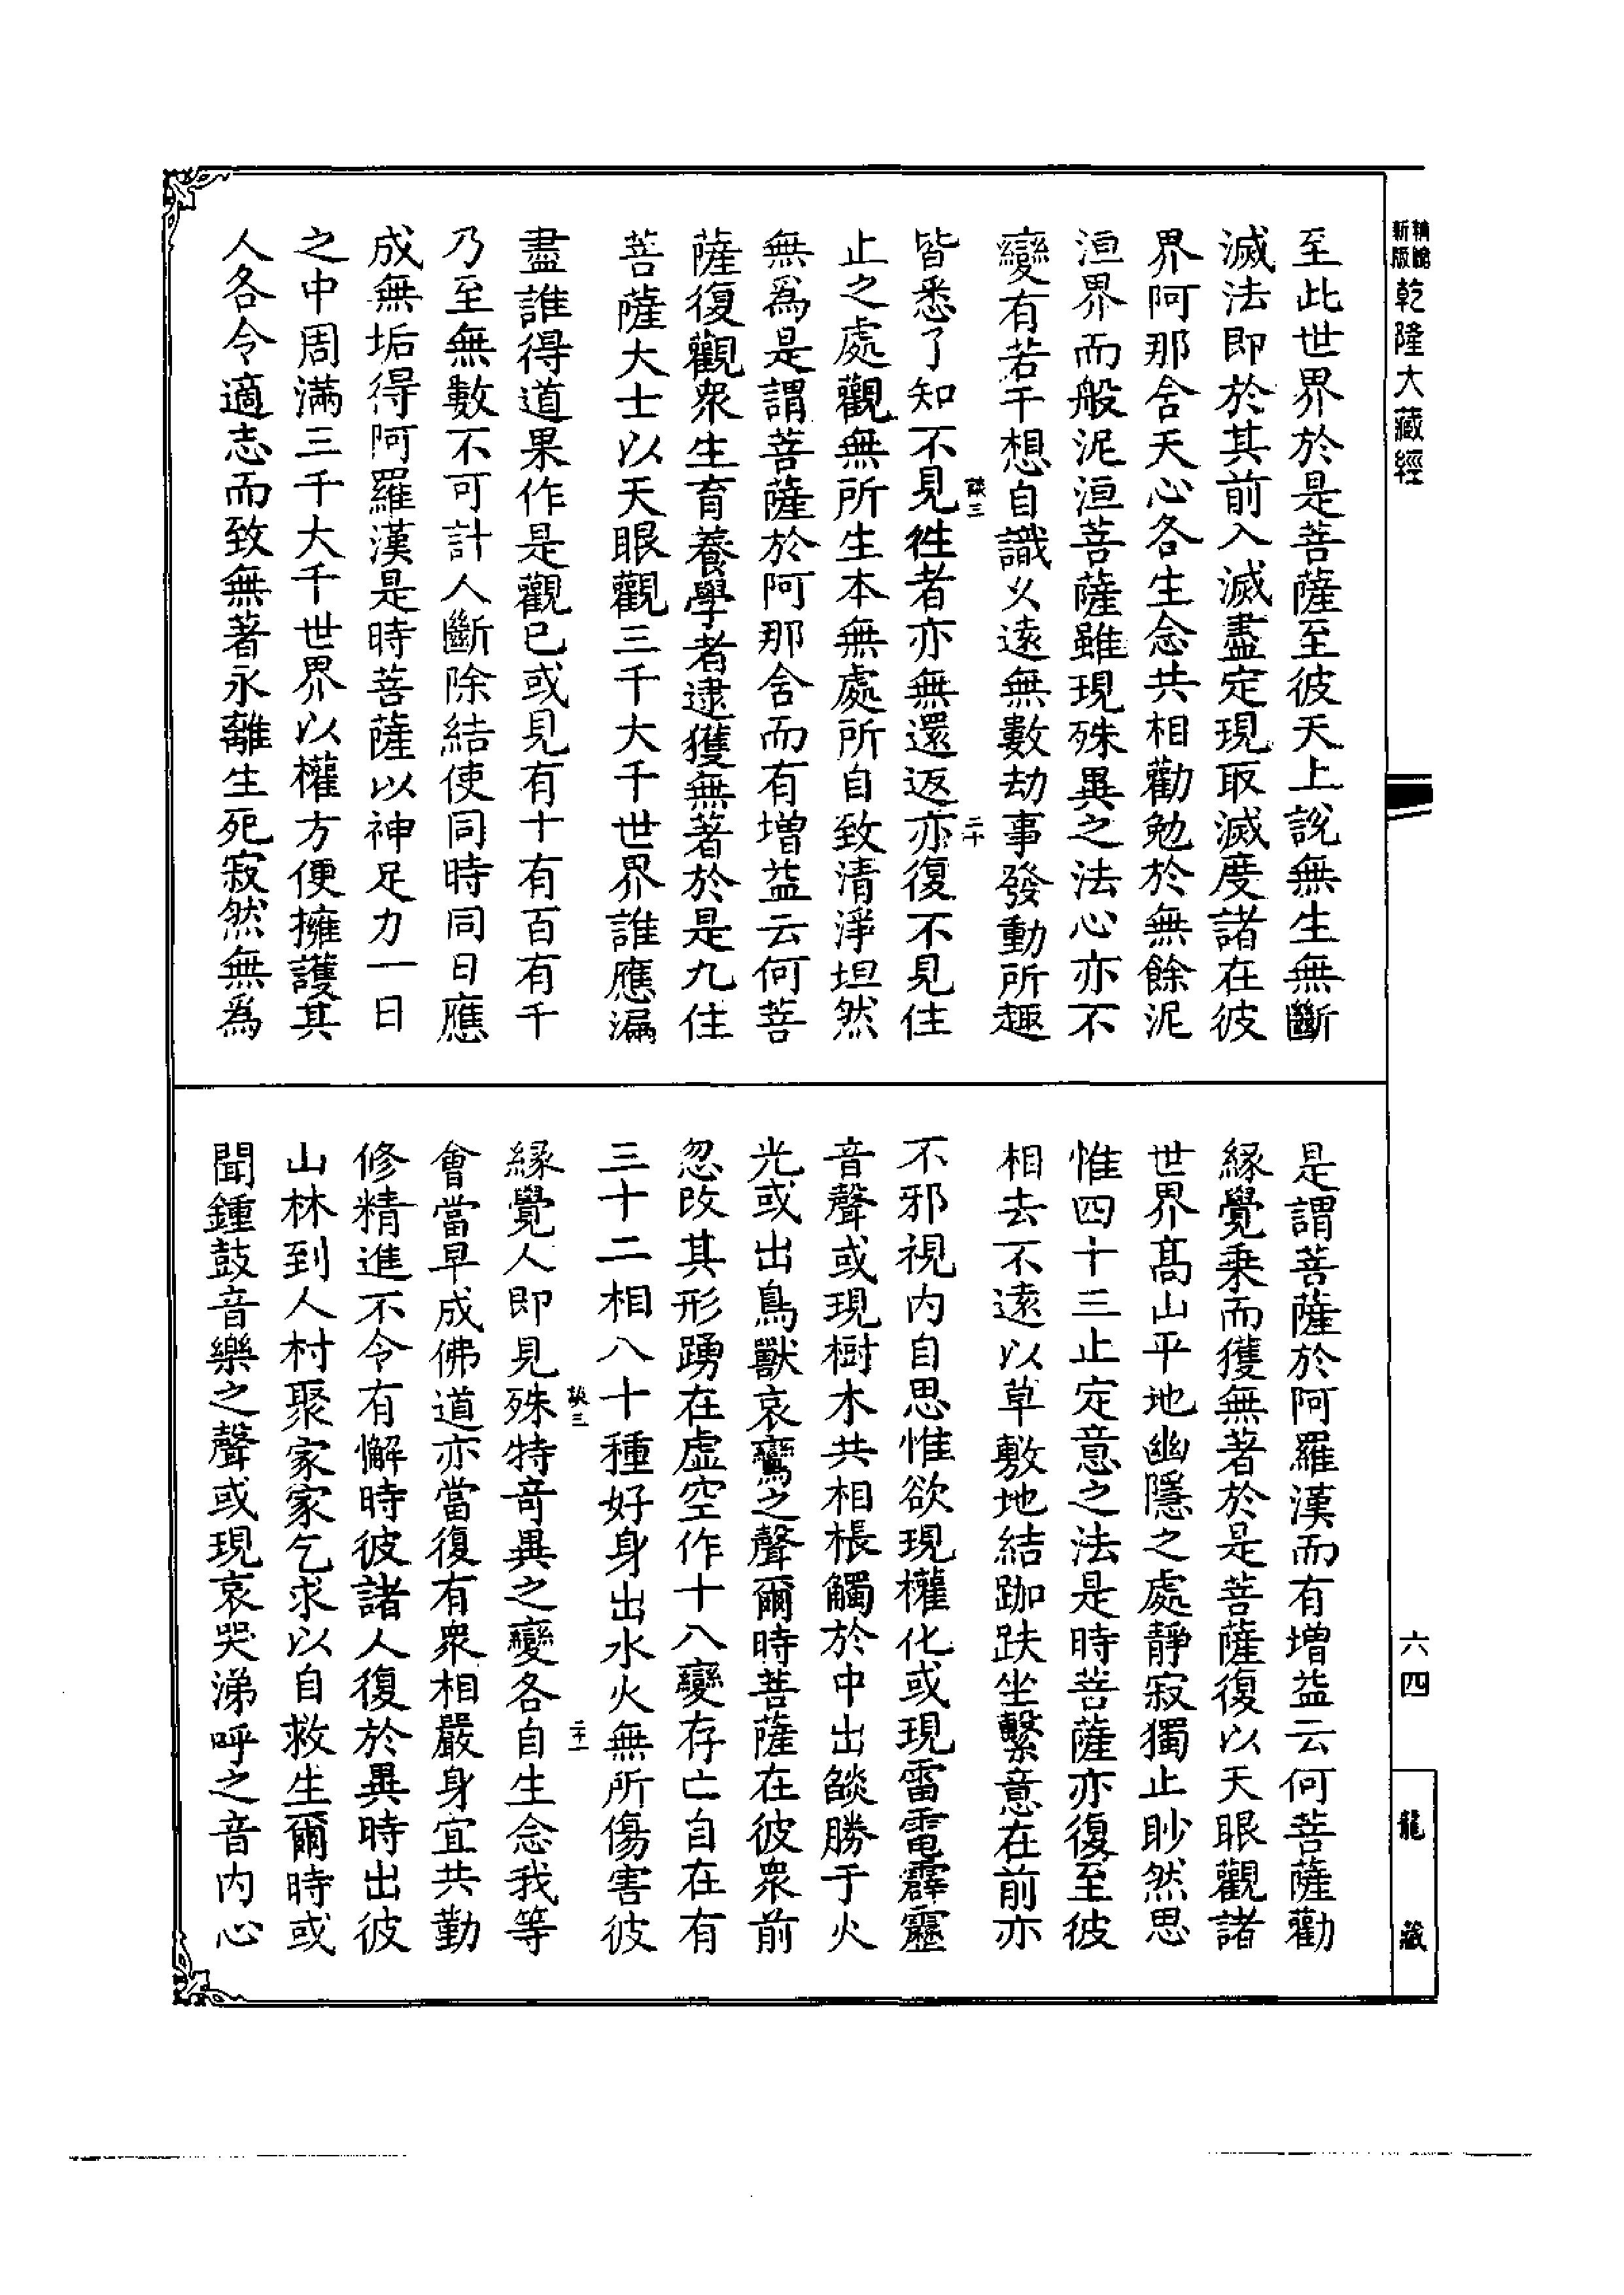 新版
精縮
乾隆大藏經
至此世界於是菩薩至彼天上說無生無斷
滅法即於其前入滅盡定現取滅度諸在彼
界阿那含天心各生念共相勸勉於無餘泥
洹界而般泥洹菩薩雖現殊異之法心亦不
變有若干想自識久遠無數劫事發動所趣
談三
二十
皆悉了知不見徃者亦無還返亦復不見住
止之處觀無所生本無處所自致清淨坦然
無爲是謂菩薩於阿那含而有增益云何菩
薩復觀衆生育養學者逮獲無著於是九住
菩薩大士以天眼觀三千大千世界誰應漏
盡誰得道果作是觀已或見有十有百有千
乃至無數不可計人斷除結使同時同日應
成無垢得阿羅漢是時菩薩以神足力一日
之中周滿三千大千世界以權方便擁護其
人各令適志而致無著永離生死寂然無爲
是謂菩薩於阿羅漢而有增益云何菩薩勸
緣覺乘而獲無著於是菩薩復以天眼觀諸
世界高山平地幽隱之處靜寂獨止眇然思
惟四十三止定意之法是時菩薩亦復至彼
相去不遠以草敷地結跏趺坐繫意在前亦
不邪視內自思惟欲現權化或現雷電霹靂
音聲或現樹木共相棖觸於中出燄勝于火
光或出鳥獸哀鸞之聲爾時菩薩在彼衆前
忽改其形踴在虛空作十八變存亡自在有
三十二相八十種好身出水火無所傷害彼
談三
二十一
緣覺人即見殊特奇異之變各自生念我等
會當早成佛道亦當復有衆相嚴身宜共勤
修精進不令有懈時彼諸人復於異時出彼
山林到人村聚家家乞求以自救生爾時或
聞鍾鼓音樂之聲或現哀哭涕呼之音內心
六四
龍藏